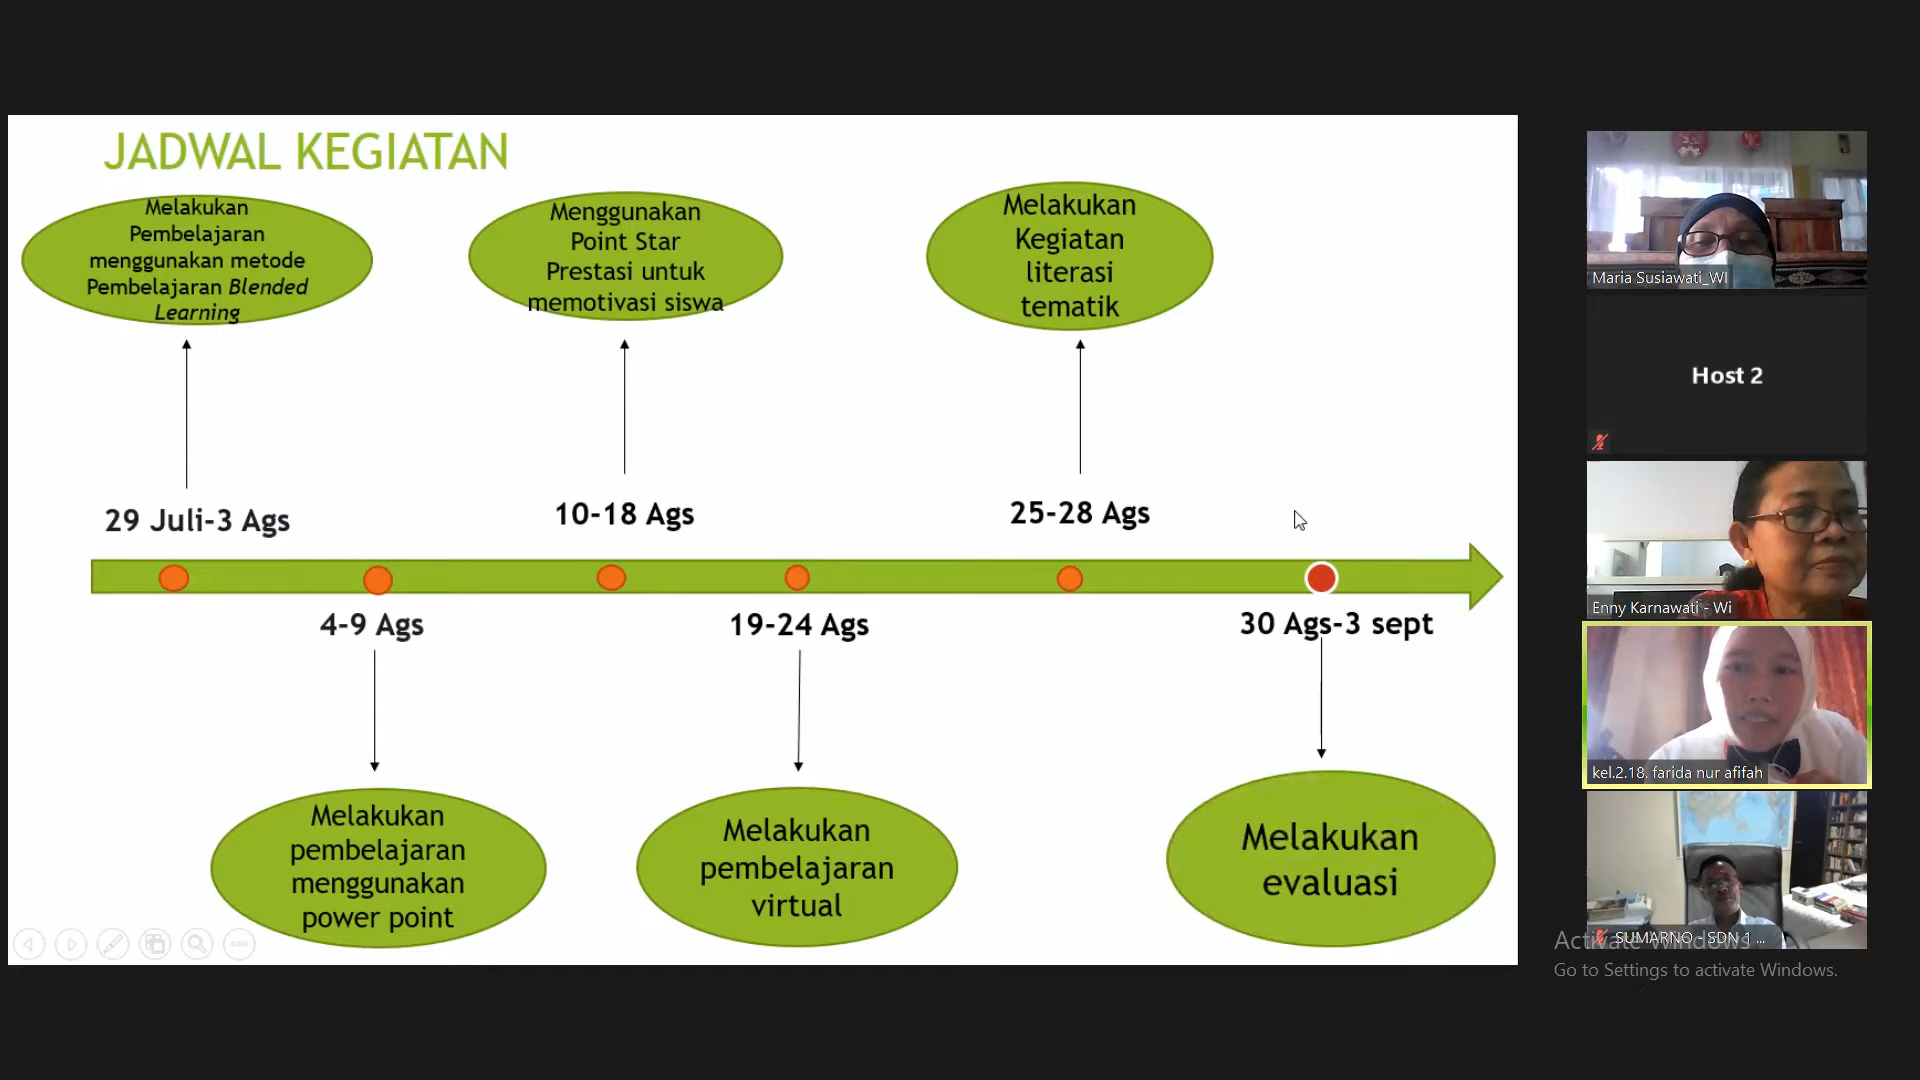 JADWAL KEGIATAN
Melakukan
Pembelajaran
menggunakan metode
Pembelajaran Blended
Learning
Menggunakan
Point Star
Prestasi untuk
memotivasi siswa
Melakukan
Kegiatan
literasi
tematik
29 Juli-3 Ags
10-18 Ags
25-28 Ags
4-9 Ags
19-24 Ags
30 Ags-3 sept
Melakukan
pembelajaran
menggunakan
power point
Melakukan
pembelajaran
virtual
Melakukan
evaluasi
Maria Susiawati_WI
Host 2
Enny Karnawati - Wi
kel.2.18. farida nur afifah
SUMARNO - SDN 1 ...
Activate Windows
Go to Settings to activate Windows.